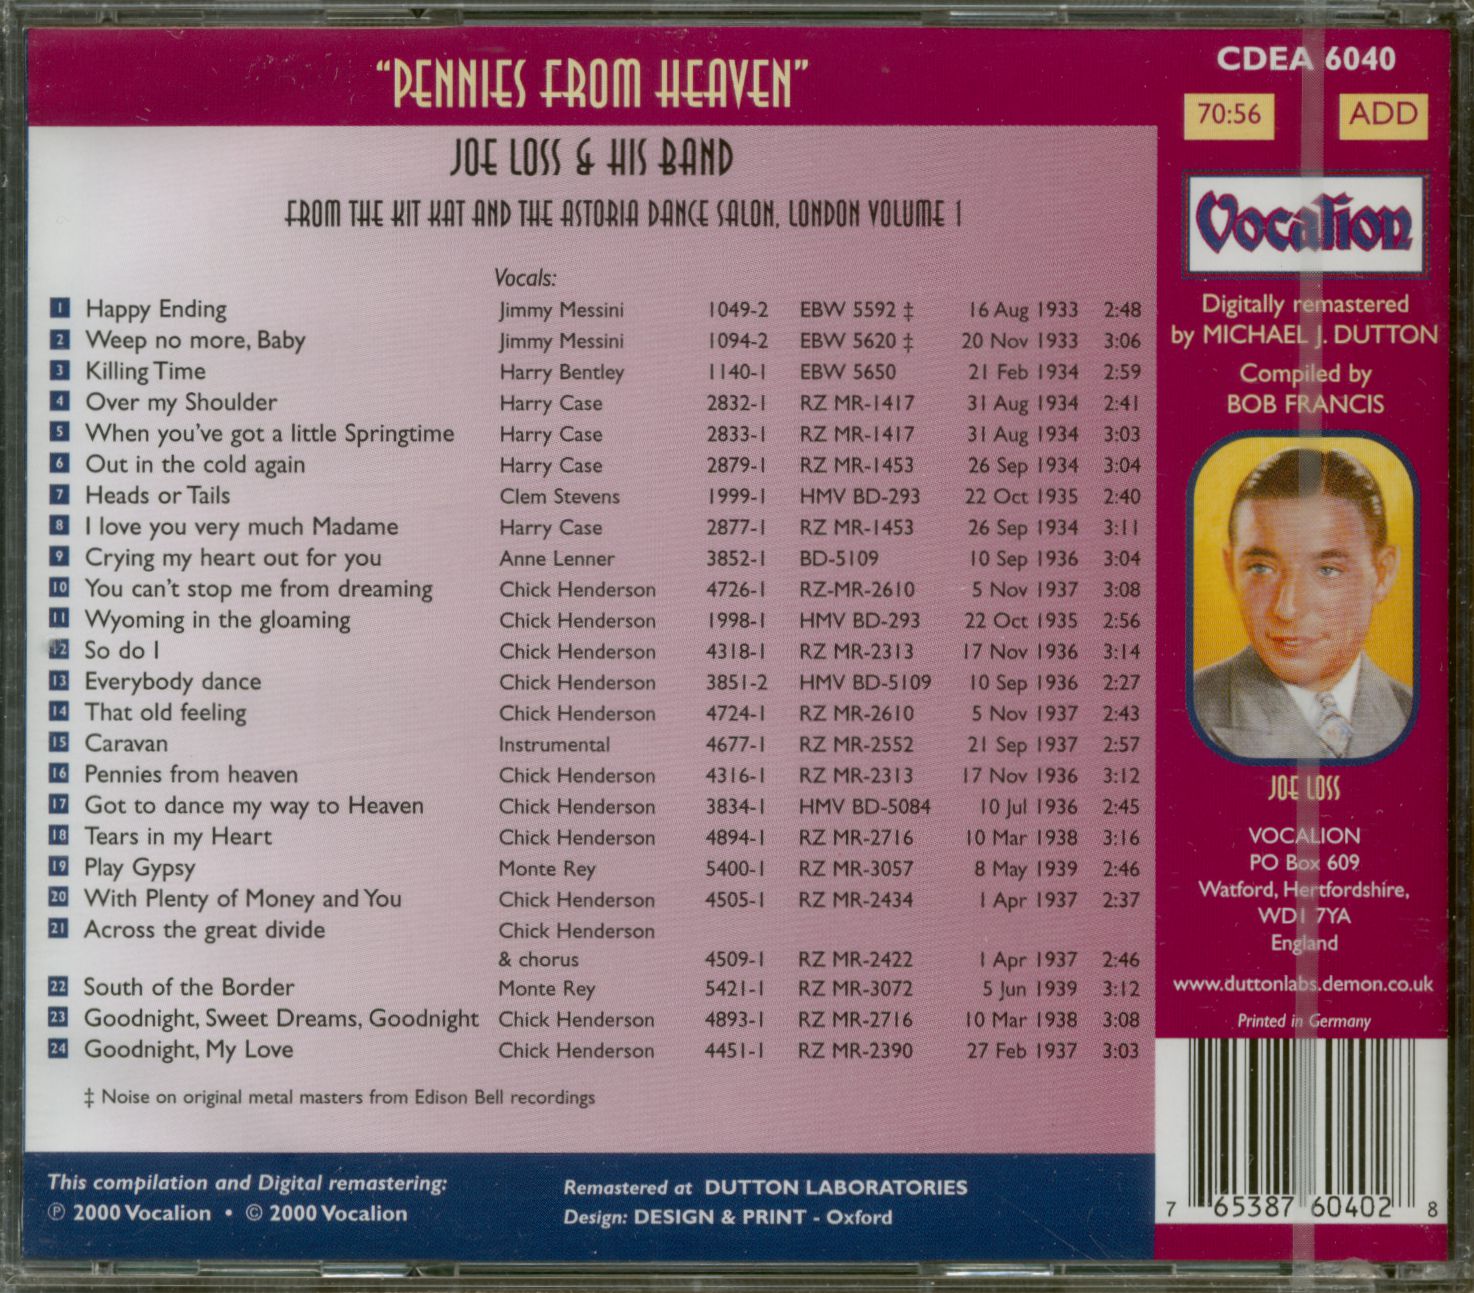 "PENNIES FROM HEAVEN"
JOE LOSS & HIS BAND
FROM THE KIT KAT AND THE ASTORIA DANCE SALON, LONDON VOLUME 1
Vocals:
1 Happy Ending Jimmy Messini 1049-2 EBW 5592 ‡ 16 Aug 1933 2:48
2 Weep no more, Baby Jimmy Messini 1094-2 EBW 5620 ‡ 20 Nov 1933 3:06
3 Killing Time Harry Bentley 1140-1 EBW 5650 21 Feb 1934 2:59
4 Over my Shoulder Harry Case 2832-1 RZ MR-1417 31 Aug 1934 2:41
5 When you've got a little Springtime Harry Case 2833-1 RZ MR-1417 31 Aug 1934 3:03
6 Out in the cold again Harry Case 2879-1 RZ MR-1453 26 Sep 1934 3:04
7 Heads or Tails Clem Stevens 1999-1 HMV BD-293 22 Oct 1935 2:40
8 I love you very much Madame Harry Case 2877-1 RZ MR-1453 26 Sep 1934 3:11
9 Crying my heart out for you Anne Lenner 3852-1 BD-5109 10 Sep 1936 3:04
10 You can't stop me from dreaming Chick Henderson 4726-1 RZ-MR-2610 5 Nov 1937 3:08
11 Wyoming in the gloaming Chick Henderson 1998-1 HMV BD-293 22 Oct 1935 2:56
12 So do I Chick Henderson 4318-1 RZ MR-2313 17 Nov 1936 3:14
13 Everybody dance Chick Henderson 3851-2 HMV BD-5109 10 Sep 1936 2:27
14 That old feeling Chick Henderson 4724-1 RZ MR-2610 5 Nov 1937 2:43
15 Caravan Instrumental 4677-1 RZ MR-2552 21 Sep 1937 2:57
16 Pennies from heaven Chick Henderson 4316-1 RZ MR-2313 17 Nov 1936 3:12
17 Got to dance my way to Heaven Chick Henderson 3834-1 HMV BD-5084 10 Jul 1936 2:45
18 Tears in my Heart Chick Henderson 4894-1 RZ MR-2716 10 Mar 1938 3:16
19 Play Gypsy Monte Rey 5400-1 RZ MR-3057 8 May 1939 2:46
20 With Plenty of Money and You Chick Henderson 4505-1 RZ MR-2434 1 Apr 1937 2:37
21 Across the great divide Chick Henderson
& chorus 4509-1 RZ MR-2422 1 Apr 1937 2:46
22 South of the Border Monte Rey 5421-1 RZ MR-3072 5 Jun 1939 3:12
23 Goodnight, Sweet Dreams, Goodnight Chick Henderson 4893-1 RZ MR-2716 10 Mar 1938 3:08
24 Goodnight, My Love Chick Henderson 4451-1 RZ MR-2390 27 Feb 1937 3:03
‡ Noise on original metal masters from Edison Bell recordings
This compilation and Digital remastering:
℗ 2000 Vocalion • © 2000 Vocalion
Remastered at DUTTON LABORATORIES
Design: DESIGN & PRINT - Oxford
CDEA 6040
70:56 ADD
Vocalion
Digitally remastered
by MICHAEL J. DUTTON
Compiled by
BOB FRANCIS
JOE LOSS
VOCALION
PO Box 609
Watford, Hertfordshire,
WD1 7YA
England
www.duttonlabs.demon.co.uk
Printed in Germany
7 65387 60402 8